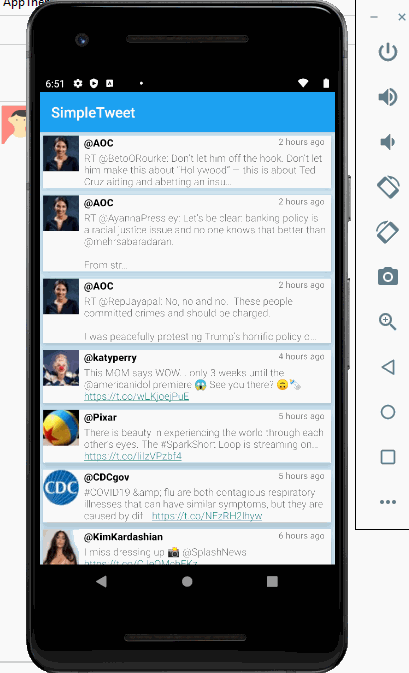 AppThe
6:51
SimpleTweet
@AOC 2 hours ago
RT @BetoORourke: Don't let him off the hook. Don't let
him make this about "Hollywood" — this is about Ted
Cruz aiding and abetting an insu...
@AOC 2 hours ago
RT @AyannaPressley: Let's be clear: banking policy is
a racial justice issue and no one knows that better than
@mehrsabaradaran.
From str...
@AOC 2 hours ago
RT @RepJayapal: No, no and no. These people
committed crimes and should be charged.
I was peacefully protesting Trump's horrific policy o...
@katyperry 4 hours ago
This MOM says WOW... only 3 weeks until the
@americanidol premiere 😱 See you there? 🙃🍼
https://t.co/wLKjoejPuE
@Pixar 5 hours ago
There is beauty in experiencing the world through each
other's eyes. The #SparkShort Loop is streaming on...
@CDCgov 5 hours ago
CDC
#COVID19 &amp; flu are both contagious respiratory
illnesses that can have similar symptoms, but they are
caused by dif... https://t.co/NFzRH2Ihyw
@KimKardashian 6 hours ago
I miss dressing up 📸 @SplashNews